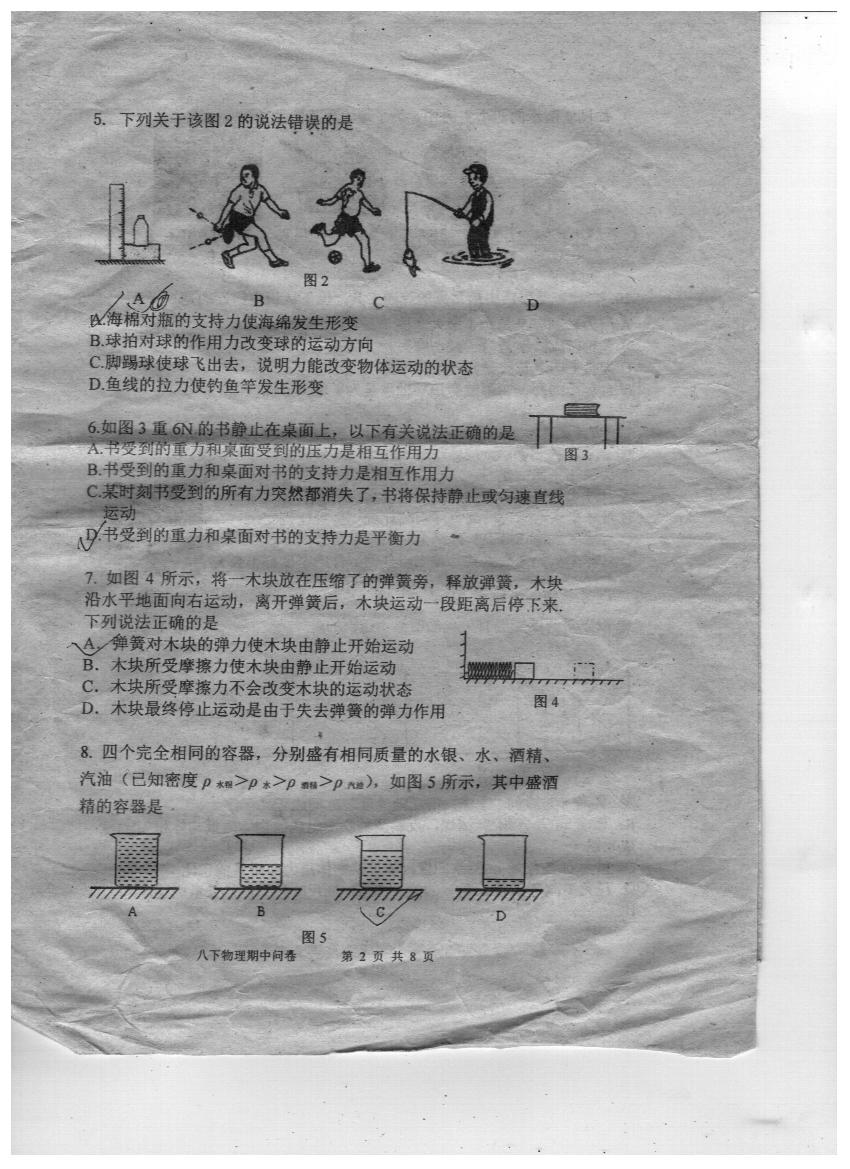 5. 下列关于该图 2 的说法错误的是
图 2
A B C D
A.海棉对瓶的支持力使海绵发生形变
B.球拍对球的作用力改变球的运动方向
C.脚踢球使球飞出去，说明力能改变物体运动的状态
D.鱼线的拉力使钓鱼竿发生形变
6.如图 3 重 6N 的书静止在桌面上，以下有关说法正确的是
A.书受到的重力和桌面受到的压力是相互作用力
图 3
B.书受到的重力和桌面对书的支持力是相互作用力
C.某时刻书受到的所有力突然都消失了，书将保持静止或匀速直线
运动
D.书受到的重力和桌面对书的支持力是平衡力
7. 如图 4 所示，将一木块放在压缩了的弹簧旁，释放弹簧，木块
沿水平地面向右运动，离开弹簧后，木块运动一段距离后停下来.
下列说法正确的是
A. 弹簧对木块的弹力使木块由静止开始运动
B. 木块所受摩擦力使木块由静止开始运动
C. 木块所受摩擦力不会改变木块的运动状态
D. 木块最终停止运动是由于失去弹簧的弹力作用
图 4
8. 四个完全相同的容器，分别盛有相同质量的水银、水、酒精、
汽油（已知密度 ρ 水银>ρ 水>ρ 酒精>ρ 汽油），如图 5 所示，其中盛酒
精的容器是
A B C D
图 5
八下物理期中问卷 第 2 页 共 8 页